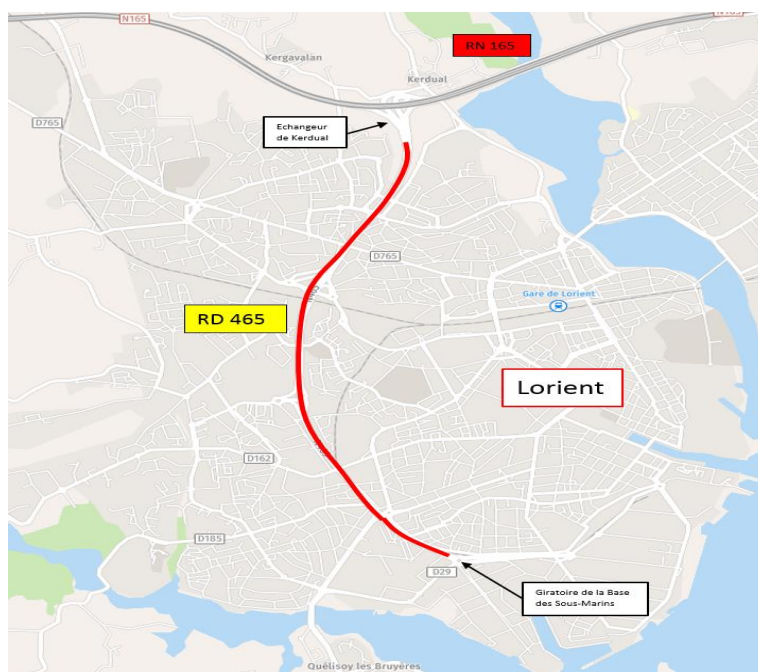 N165
RN 165
N165
Kergavalan
Kerdual
D765
Echangeur
de Kerdual
D765
Gare de Lorient
RD 465
Lorient
D162
D185
D29
Giratoire de la Base
des Sous-Marins
Quélisoy les Bruyères